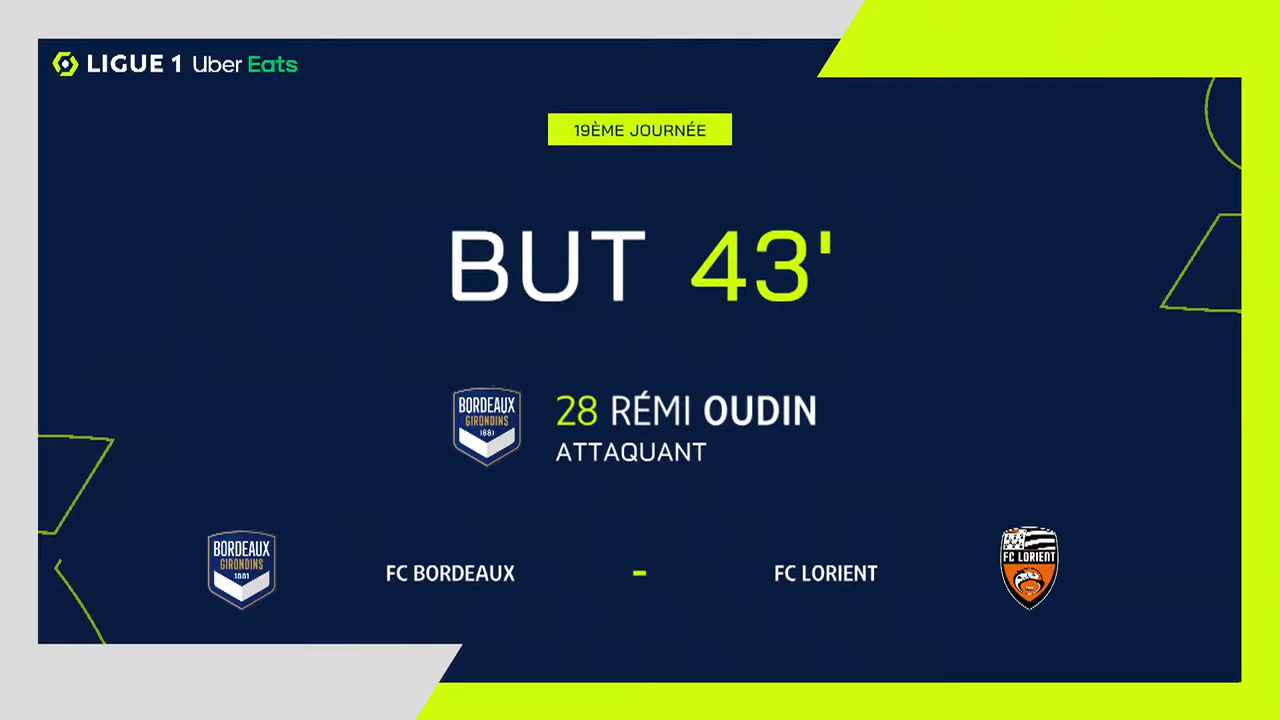 LIGUE 1 Uber Eats
19ÈME JOURNÉE
BUT 43'
BORDEAUX
GIRONDINS
1881
28 RÉMI OUDIN
ATTAQUANT
BORDEAUX
GIRONDINS
1881
FC BORDEAUX - FC LORIENT
FC LORIENT